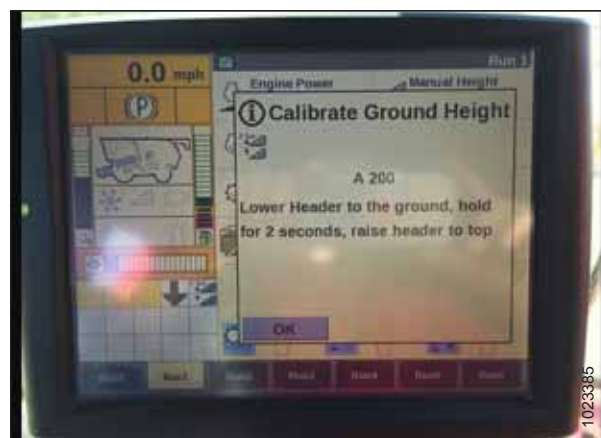 0.0 mph
Run 1
Engine Power
Manual Height
(P)
Calibrate Ground Height
A 200
Lower Header to the ground, hold
for 2 seconds, raise header to top
OK
1023385